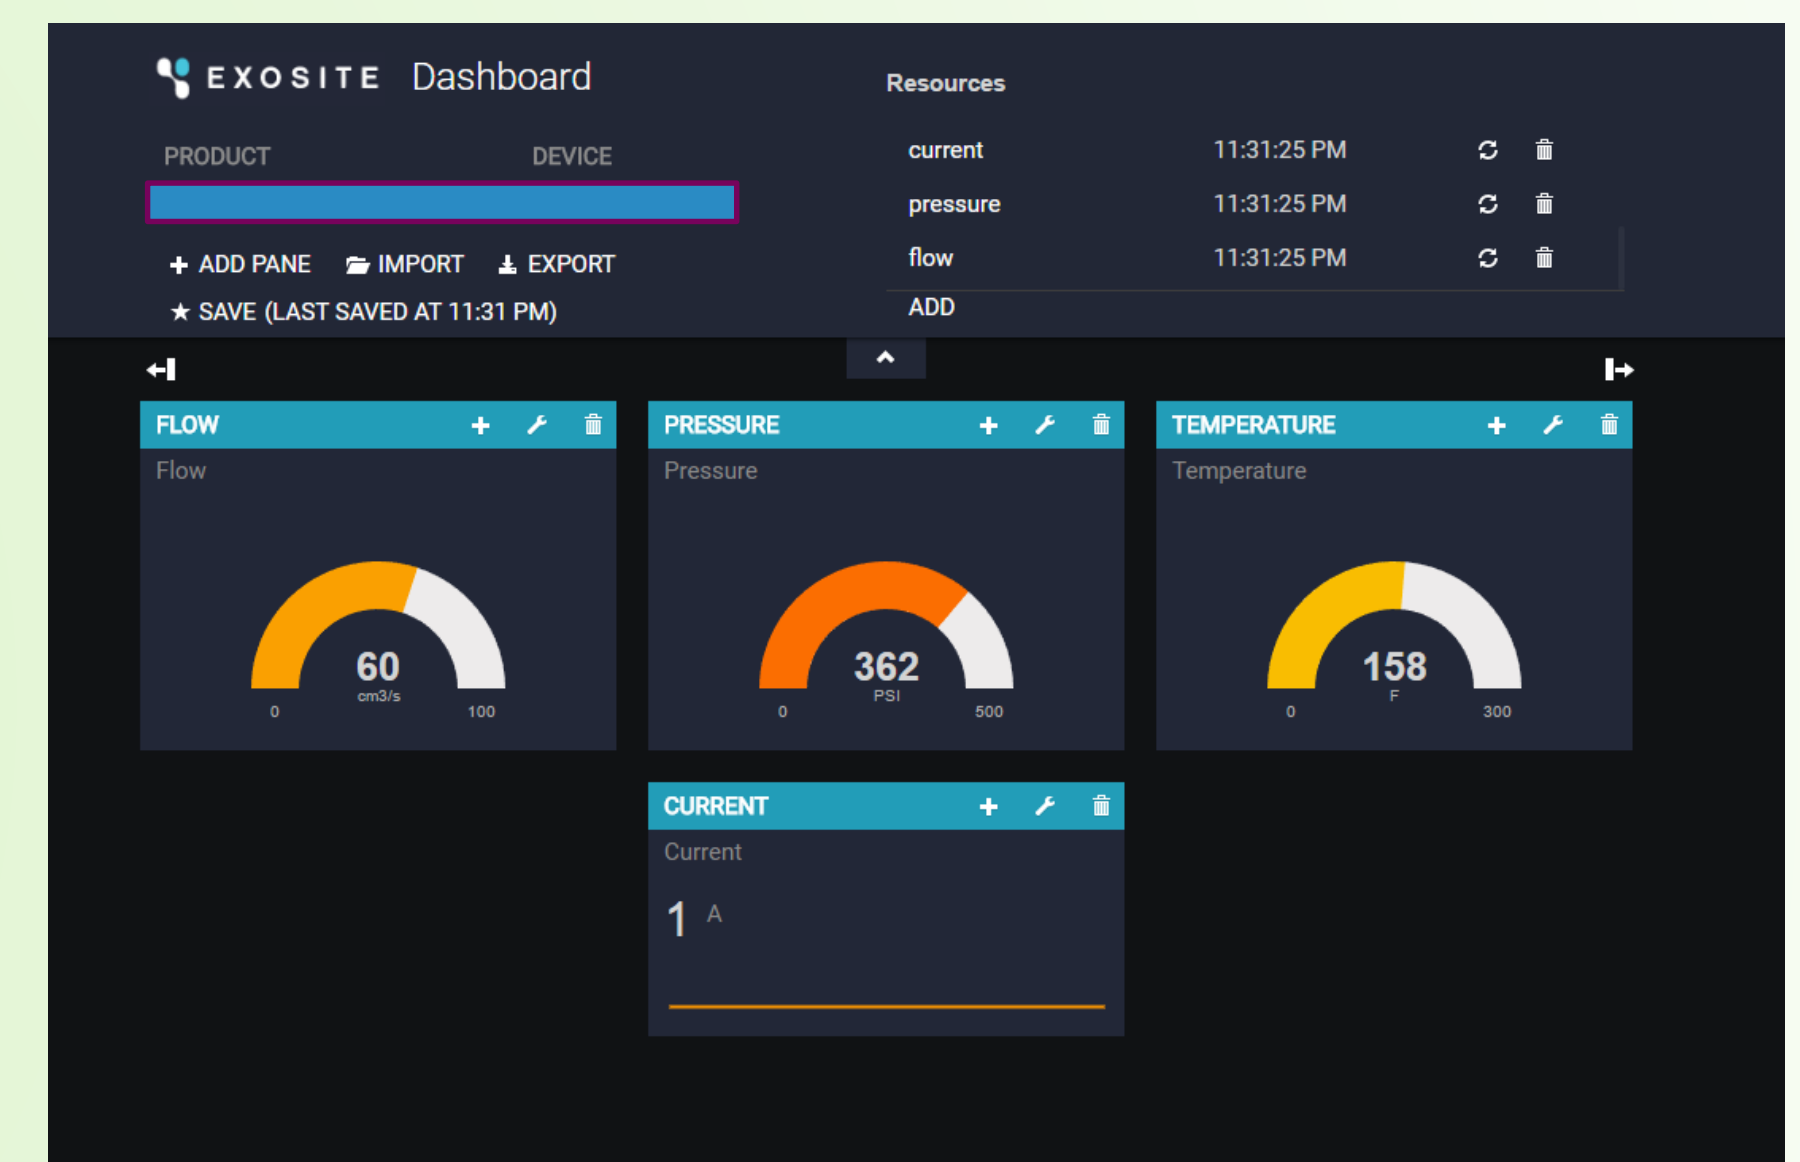 EXOSITE Dashboard
PRODUCT DEVICE
+ ADD PANE IMPORT EXPORT
★ SAVE (LAST SAVED AT 11:31 PM)
Resources
current 11:31:25 PM
pressure 11:31:25 PM
flow 11:31:25 PM
ADD
FLOW
Flow
60
cm3/s
0 100
PRESSURE
Pressure
362
PSI
0 500
TEMPERATURE
Temperature
158
F
0 300
CURRENT
Current
1 A